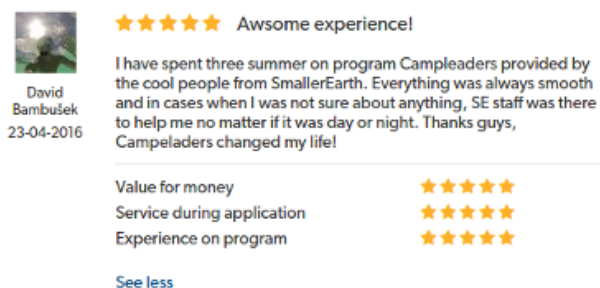 Awsome experience!
I have spent three summer on program Campleaders provided by
the cool people from SmallerEarth. Everything was always smooth
and in cases when I was not sure about anything, SE staff was there
to help me no matter if it was day or night. Thanks guys,
Campeladers changed my life!
David
Bambušek
23-04-2016
Value for money
Service during application
Experience on program
See less